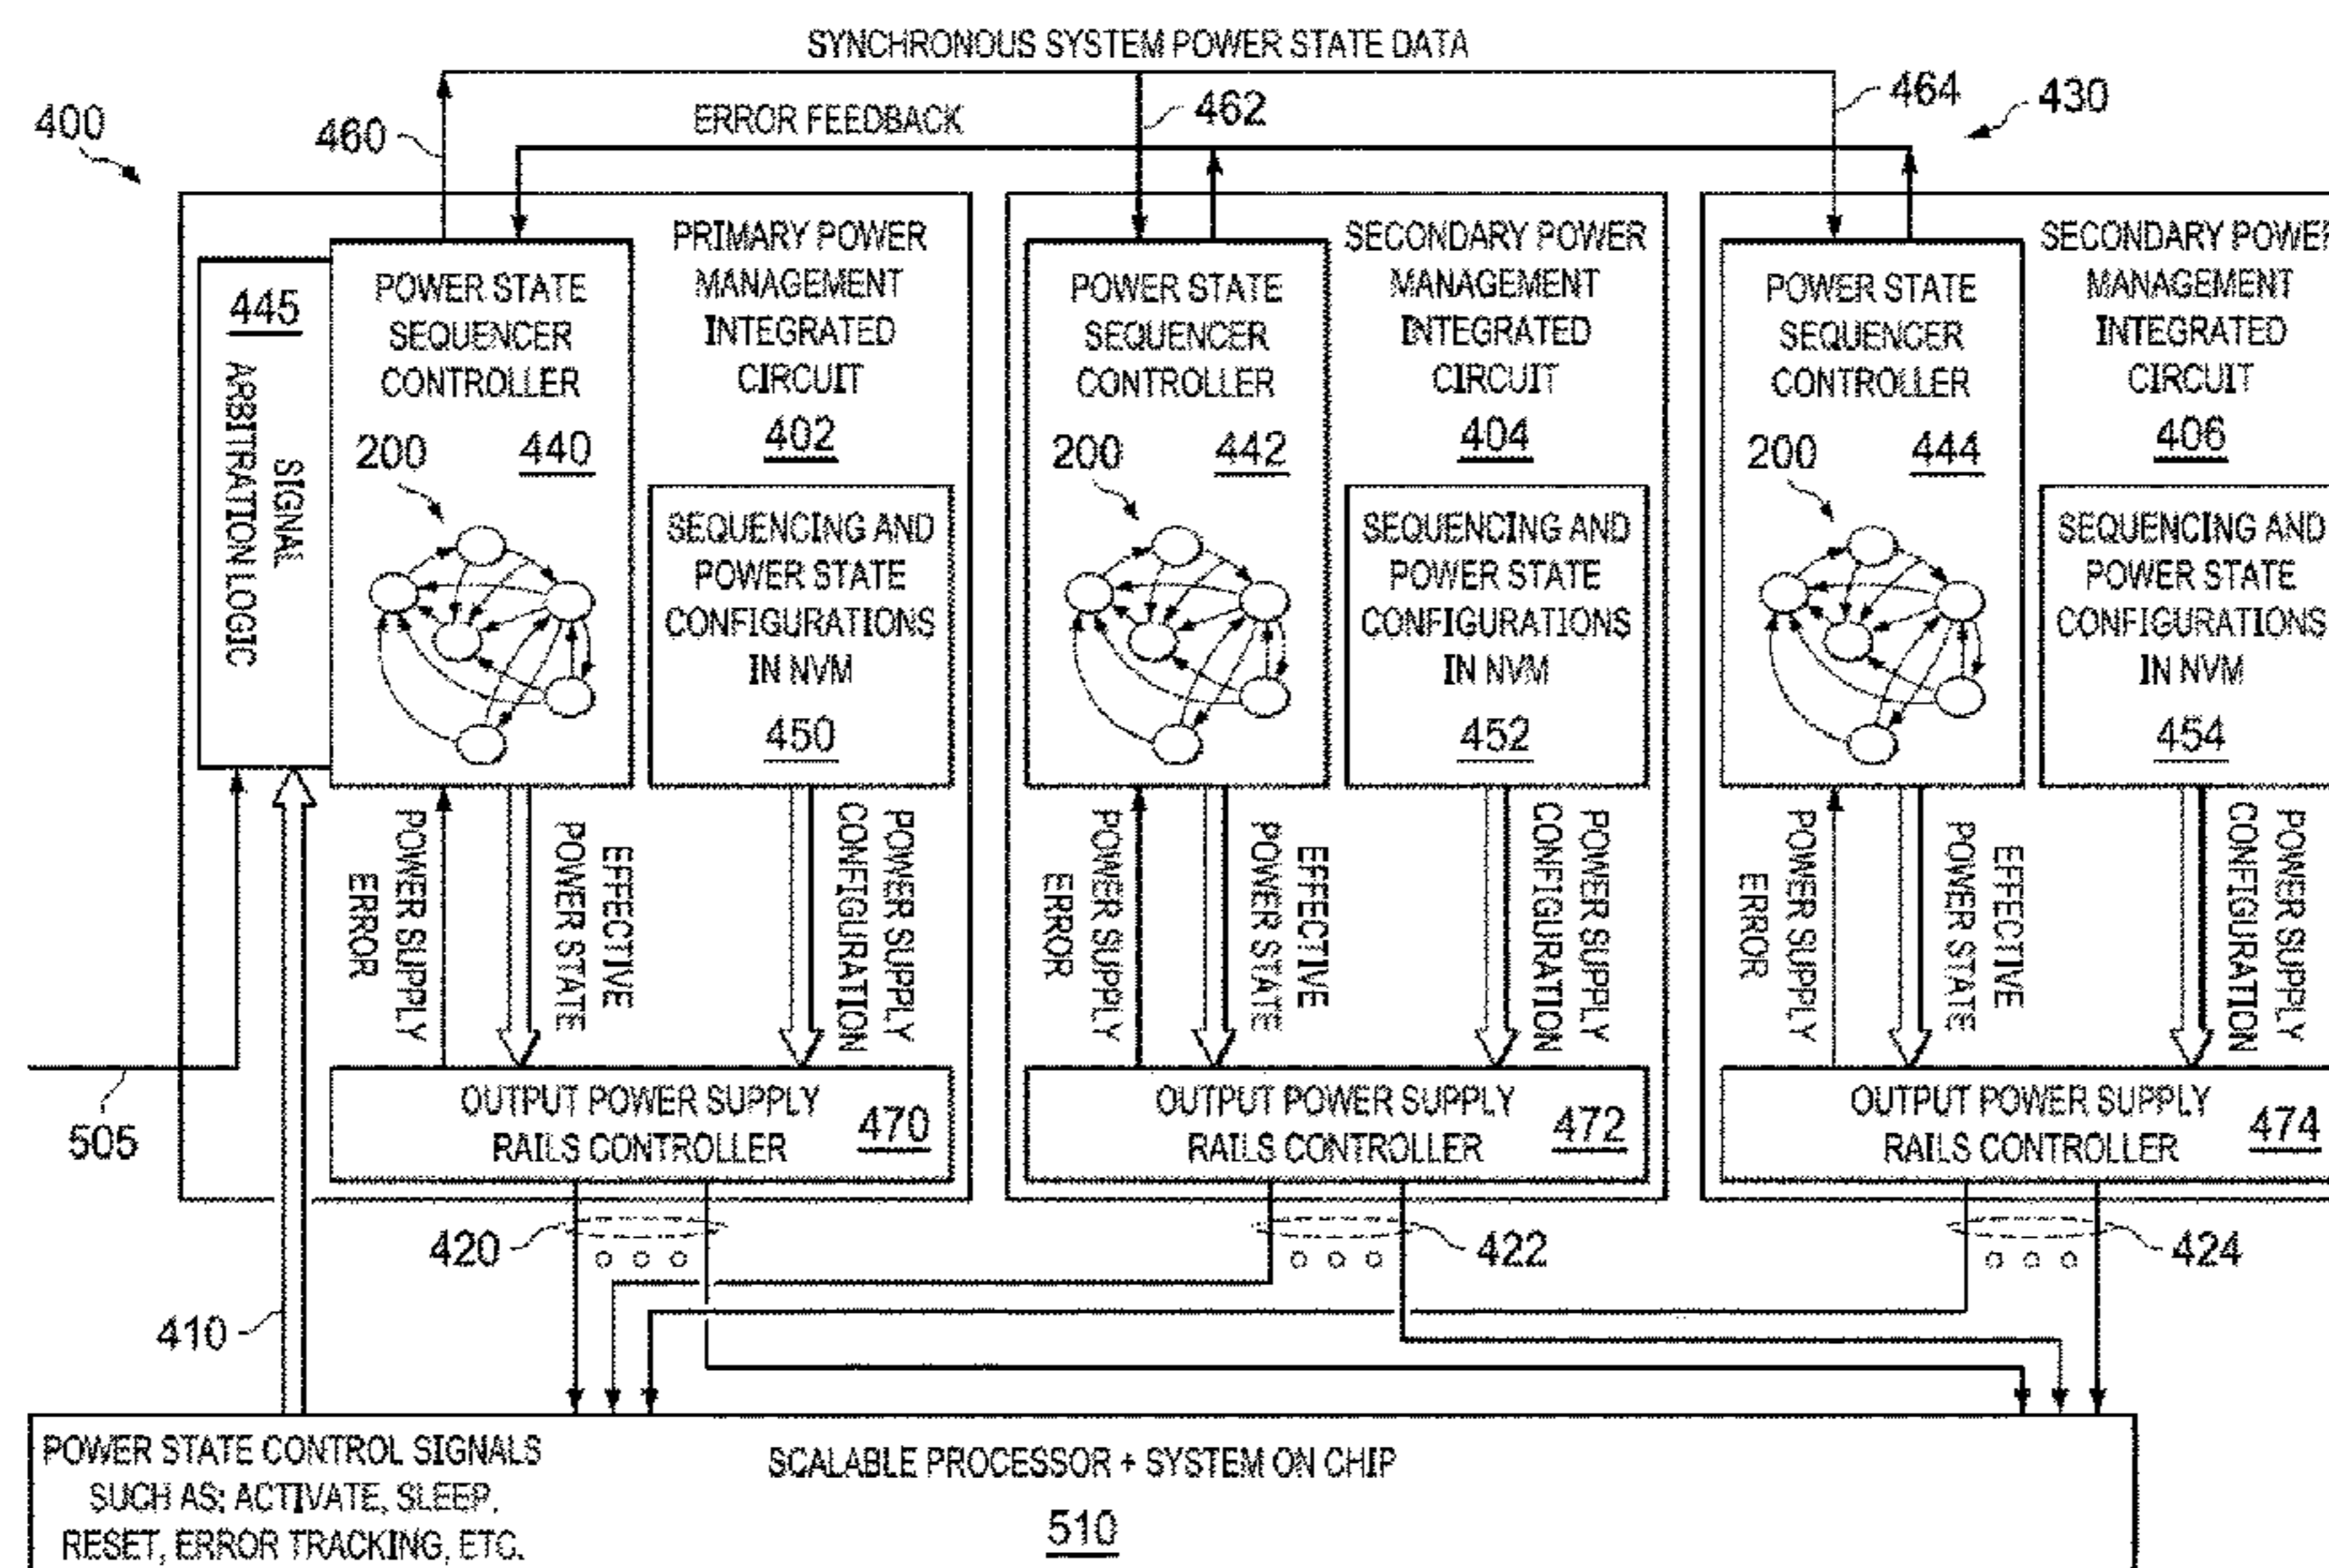 SYNCHRONOUS SYSTEM POWER STATE DATA
ERROR FEEDBACK
400
460
462
464
430
445
SIGNAL
ARBITRATION LOGIC
POWER STATE
SEQUENCER
CONTROLLER
440
200
PRIMARY POWER
MANAGEMENT
INTEGRATED
CIRCUIT
402
SEQUENCING AND
POWER STATE
CONFIGURATIONS
IN NVM
450
POWER SUPPLY
ERROR
EFFECTIVE
POWER STATE
POWER SUPPLY
CONFIGURATION
OUTPUT POWER SUPPLY
RAILS CONTROLLER
470
POWER STATE
SEQUENCER
CONTROLLER
442
200
SECONDARY POWER
MANAGEMENT
INTEGRATED
CIRCUIT
404
SEQUENCING AND
POWER STATE
CONFIGURATIONS
IN NVM
452
POWER SUPPLY
ERROR
EFFECTIVE
POWER STATE
POWER SUPPLY
CONFIGURATION
OUTPUT POWER SUPPLY
RAILS CONTROLLER
472
POWER STATE
SEQUENCER
CONTROLLER
444
200
SECONDARY POWER
MANAGEMENT
INTEGRATED
CIRCUIT
406
SEQUENCING AND
POWER STATE
CONFIGURATIONS
IN NVM
454
POWER SUPPLY
ERROR
EFFECTIVE
POWER STATE
POWER SUPPLY
CONFIGURATION
OUTPUT POWER SUPPLY
RAILS CONTROLLER
474
505
420
422
424
410
POWER STATE CONTROL SIGNALS
SUCH AS: ACTIVATE, SLEEP,
RESET, ERROR TRACKING, ETC.
SCALABLE PROCESSOR + SYSTEM ON CHIP
510